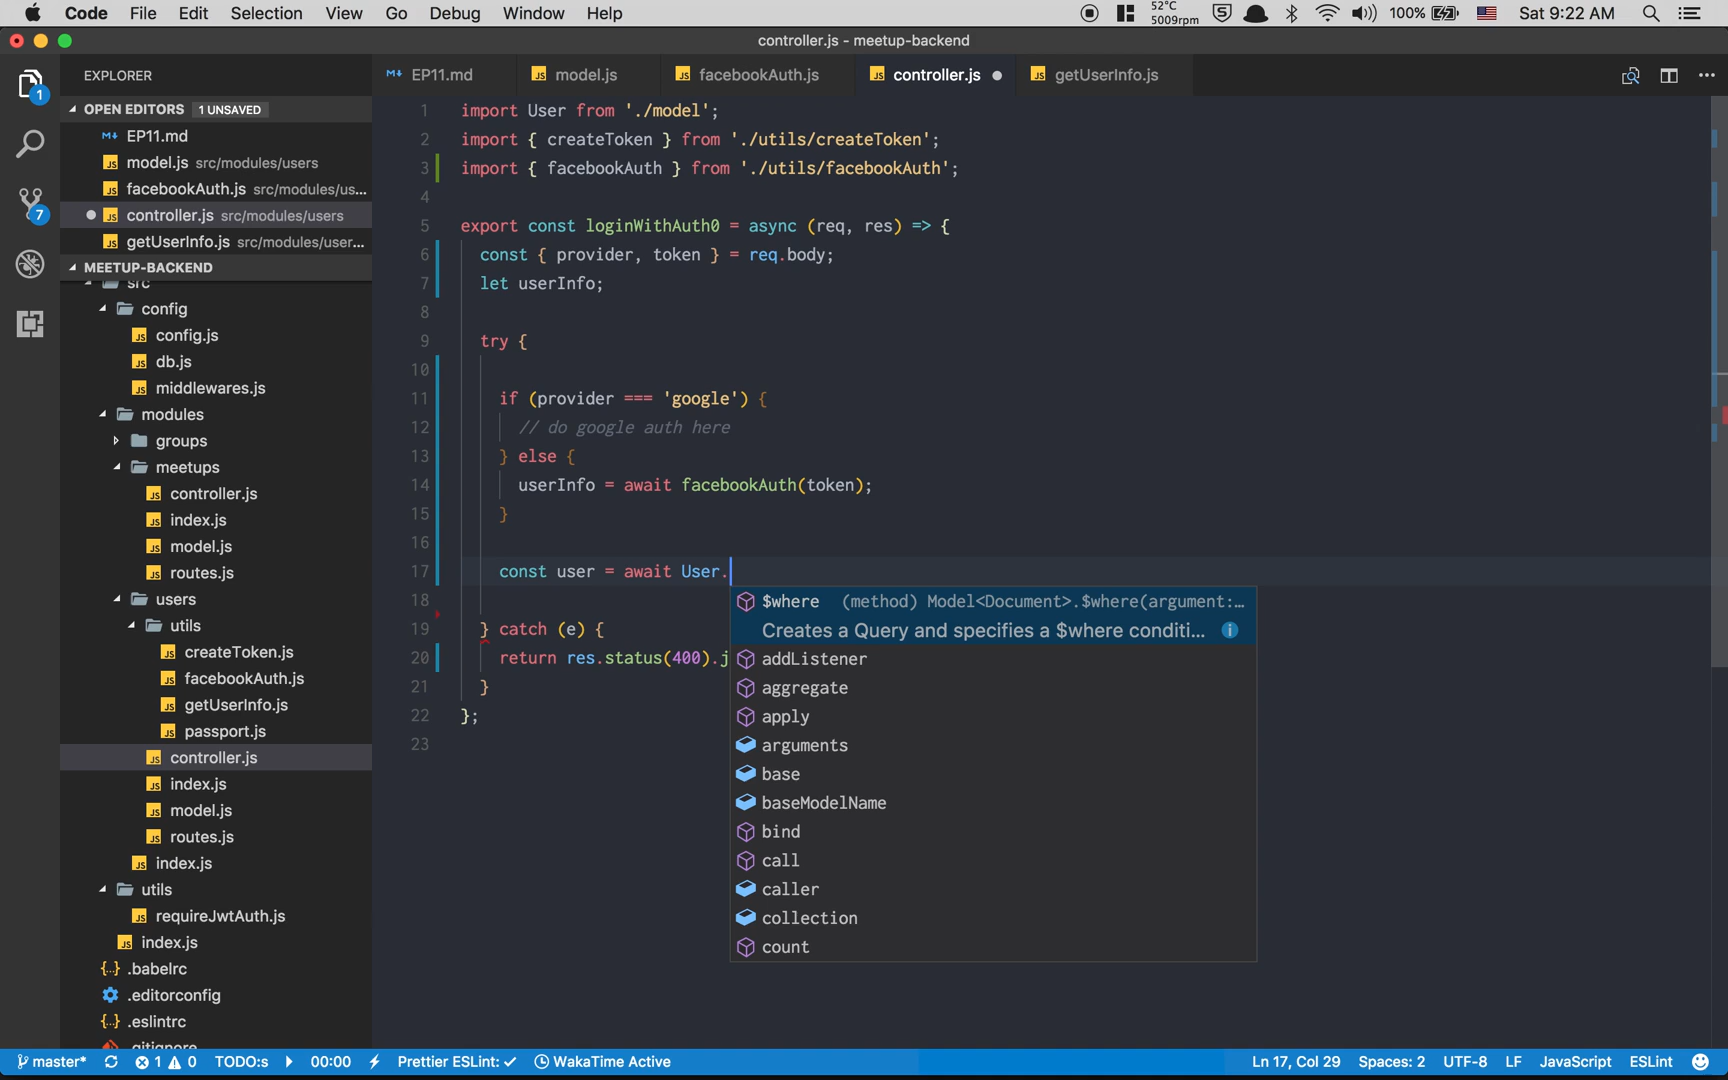 Code File Edit Selection View Go Debug Window Help
52°C
5009rpm
100%
Sat 9:22 AM
controller.js - meetup-backend
EXPLORER
EP11.md
model.js
facebookAuth.js
controller.js
getUserInfo.js
1
OPEN EDITORS 1 UNSAVED
EP11.md
model.js src/modules/users
facebookAuth.js src/modules/us...
7
controller.js src/modules/users
getUserInfo.js src/modules/user...
MEETUP-BACKEND
src
config
config.js
db.js
middlewares.js
modules
groups
meetups
controller.js
index.js
model.js
routes.js
users
utils
createToken.js
facebookAuth.js
getUserInfo.js
passport.js
controller.js
index.js
model.js
routes.js
index.js
utils
requireJwtAuth.js
index.js
.babelrc
.editorconfig
.eslintrc
.gitignore
1 import User from './model';
2 import { createToken } from './utils/createToken';
3 import { facebookAuth } from './utils/facebookAuth';
4
5 export const loginWithAuth0 = async (req, res) => {
6 const { provider, token } = req.body;
7 let userInfo;
8
9 try {
10
11 if (provider === 'google') {
12 // do google auth here
13 } else {
14 userInfo = await facebookAuth(token);
15 }
16
17 const user = await User.
18
19 } catch (e) {
20 return res.status(400).j
21 }
22 };
23
$where (method) Model<Document>.$where(argument:...
Creates a Query and specifies a $where conditi...
addListener
aggregate
apply
arguments
base
baseModelName
bind
call
caller
collection
count
master* 1 0 TODO:s 00:00 Prettier ESLint: ✓ WakaTime Active Ln 17, Col 29 Spaces: 2 UTF-8 LF JavaScript ESLint